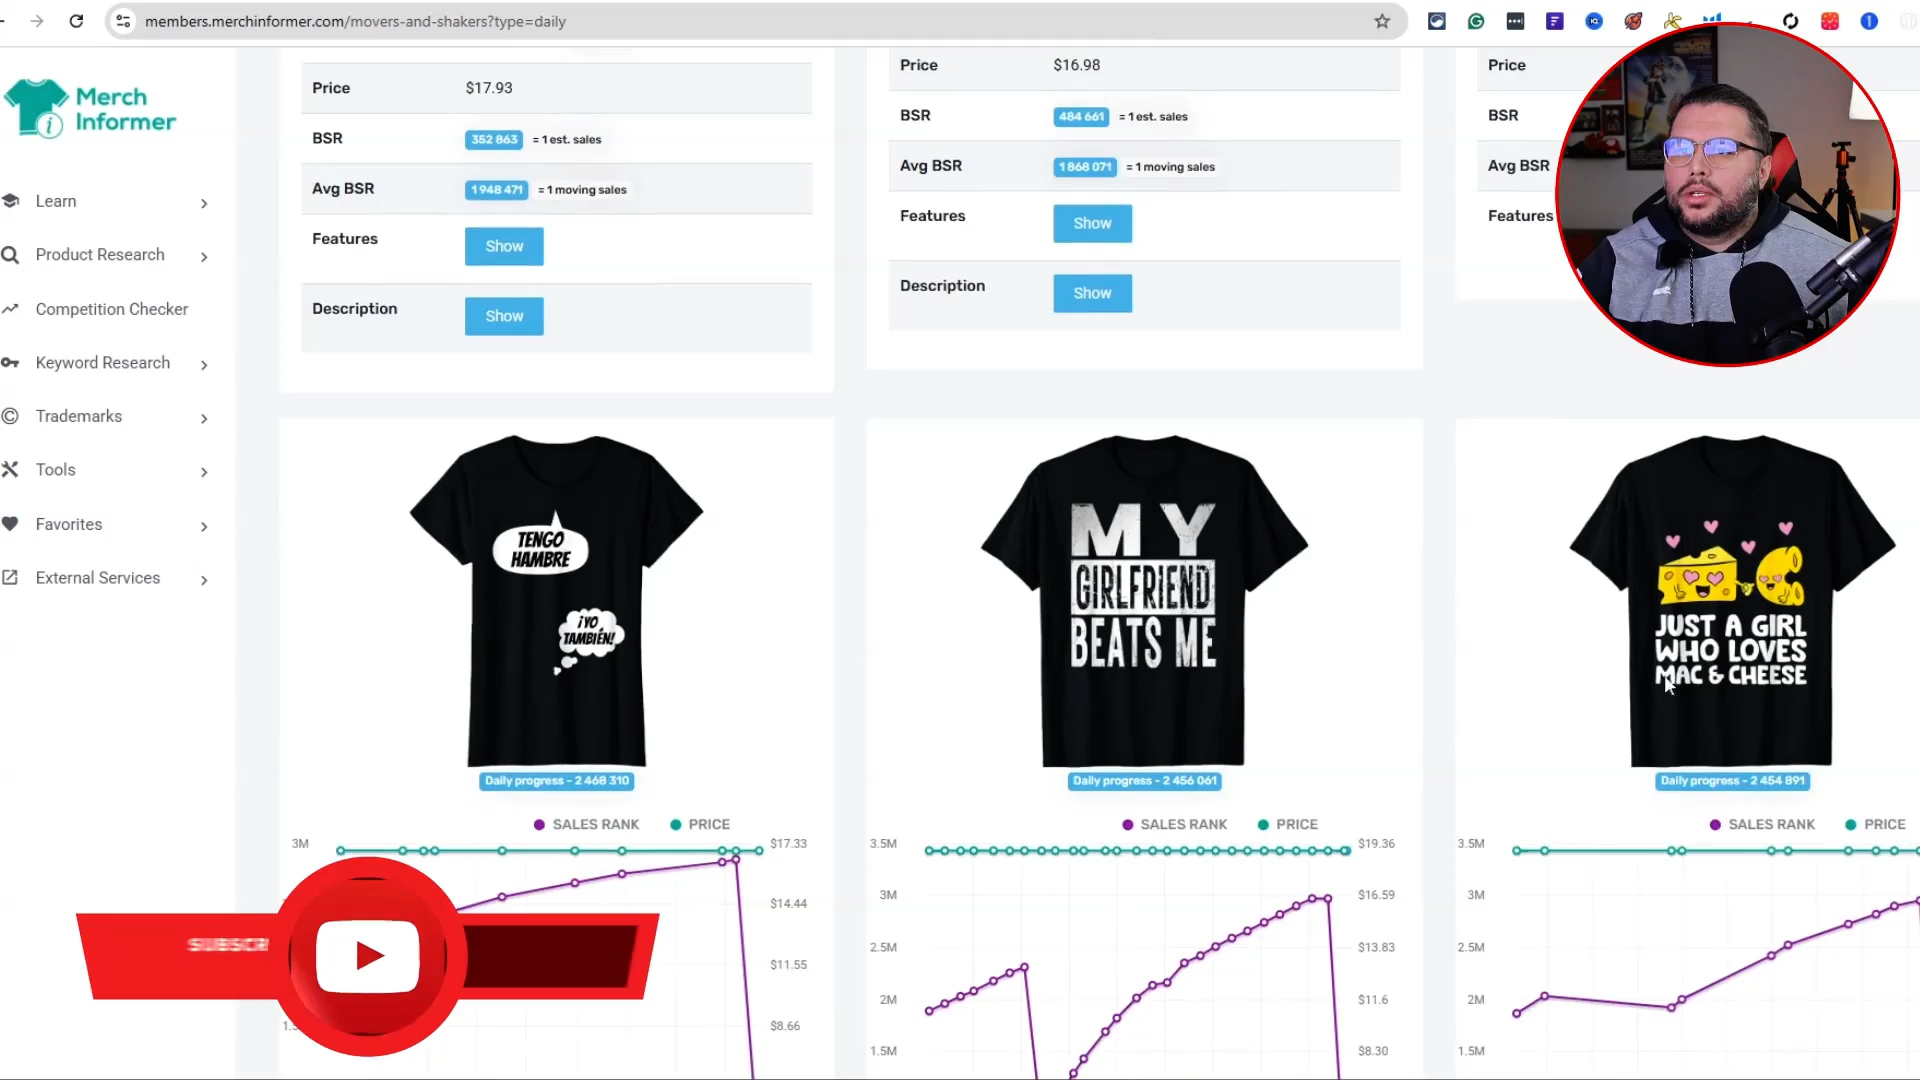 members.merchinformer.com/movers-and-shakers?type=daily
Merch
Informer
Learn
Product Research
Competition Checker
Keyword Research
Trademarks
Tools
Favorites
External Services
Price $17.93
BSR 352 863 = 1 est. sales
Avg BSR 1 948 471 = 1 moving sales
Features Show
Description Show
Price $16.98
BSR 484 661 = 1 est. sales
Avg BSR 1 868 071 = 1 moving sales
Features Show
Description Show
Price
BSR
Avg BSR
Features
TENGO
HAMBRE
¡YO
TAMBIÉN!
Daily progress - 2 468 310
SALES RANK PRICE
3M
$17.33
$14.44
$11.55
$8.66
MY
GIRLFRIEND
BEATS ME
Daily progress - 2 456 061
SALES RANK PRICE
3.5M
3M
2.5M
2M
1.5M
$19.36
$16.59
$13.83
$11.6
$8.30
JUST A GIRL
WHO LOVES
MAC & CHEESE
Daily progress - 2 454 891
SALES RANK PRICE
3.5M
3M
2.5M
2M
1.5M
SUBSCR